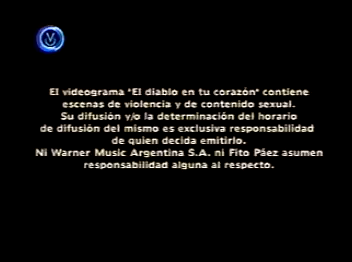 El videograma "El diablo en tu corazón" contiene
escenas de violencia y de contenido sexual.
Su difusión y/o la determinación del horario
de difusión del mismo es exclusiva responsabilidad
de quien decida emitirlo.
Ni Warner Music Argentina S.A. ni Fito Páez asumen
responsabilidad alguna al respecto.